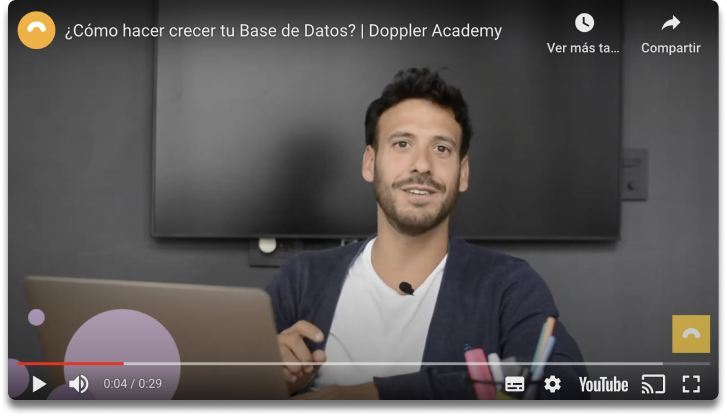 ¿Cómo hacer crecer tu Base de Datos? | Doppler Academy
Ver más ta...
Compartir
0:04 / 0:29
YouTube